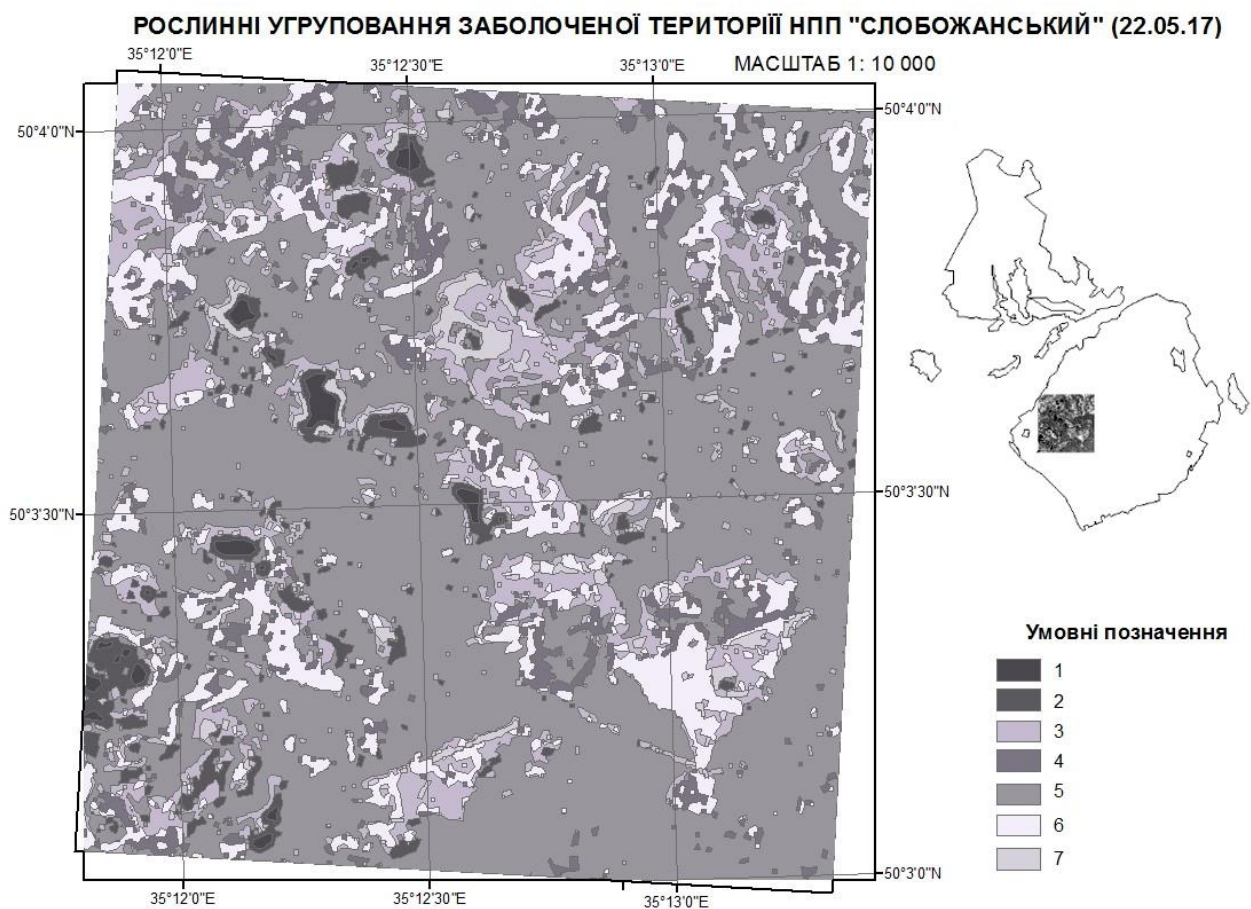 РОСЛИННІ УГРУПОВАННЯ ЗАБОЛОЧЕНОЇ ТЕРИТОРІЇЇ НПП "СЛОБОЖАНСЬКИЙ" (22.05.17)
35°12'0"E
35°12'30"E
35°13'0"E
МАСШТАБ 1: 10 000
50°4'0"N
50°4'0"N
50°3'30"N
50°3'30"N
50°3'0"N
35°12'0"E
35°12'30"E
35°13'0"E
Умовні позначення
1
2
3
4
5
6
7